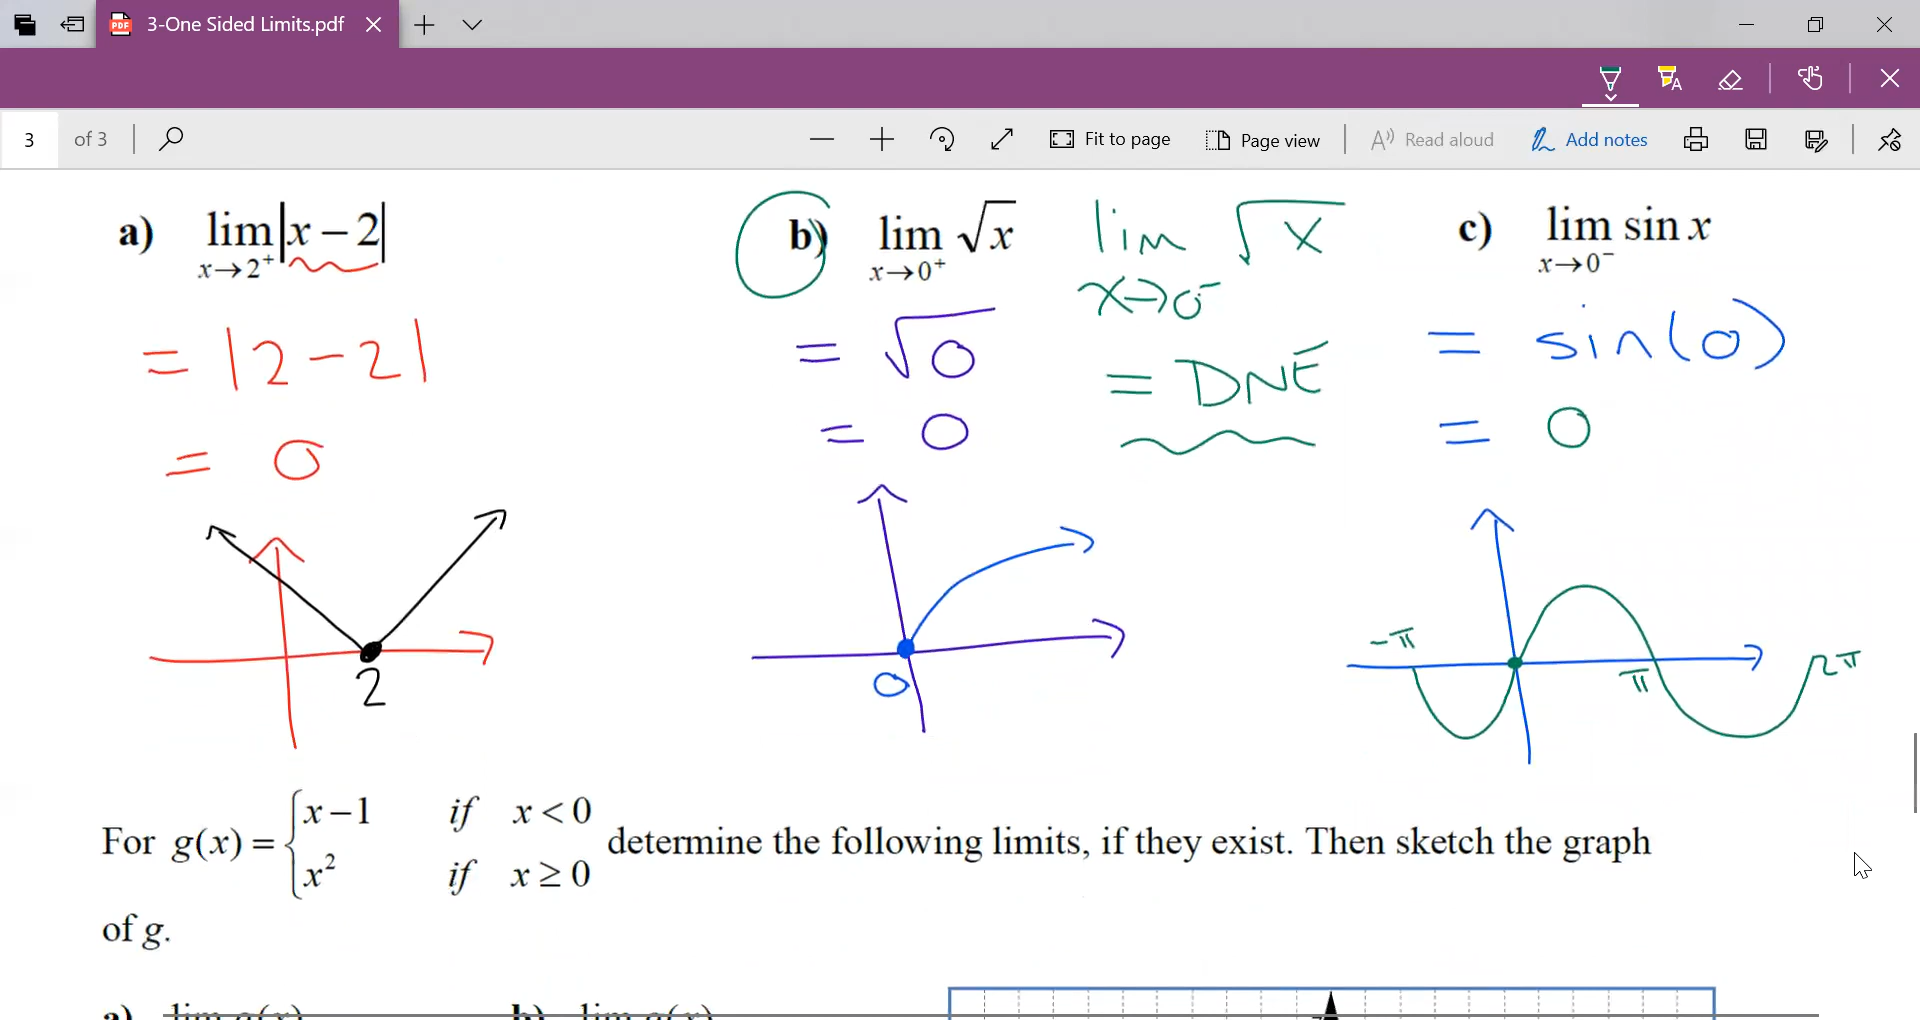 3-One Sided Limits.pdf
3 of 3 Fit to page Page view Read aloud Add notes
a) lim x→2⁺ |x − 2|
= |2 − 2|
= 0
2
b) lim x→0⁺ √x
= √0
= 0
0
lim x→0⁻ √x
= DNE
c) lim x→0⁻ sin x
= sin(0)
= 0
-π π 2π
For g(x) = { x − 1 if x < 0
x² if x ≥ 0
determine the following limits, if they exist. Then sketch the graph
of g.
a) lim g(x) b) lim g(x)